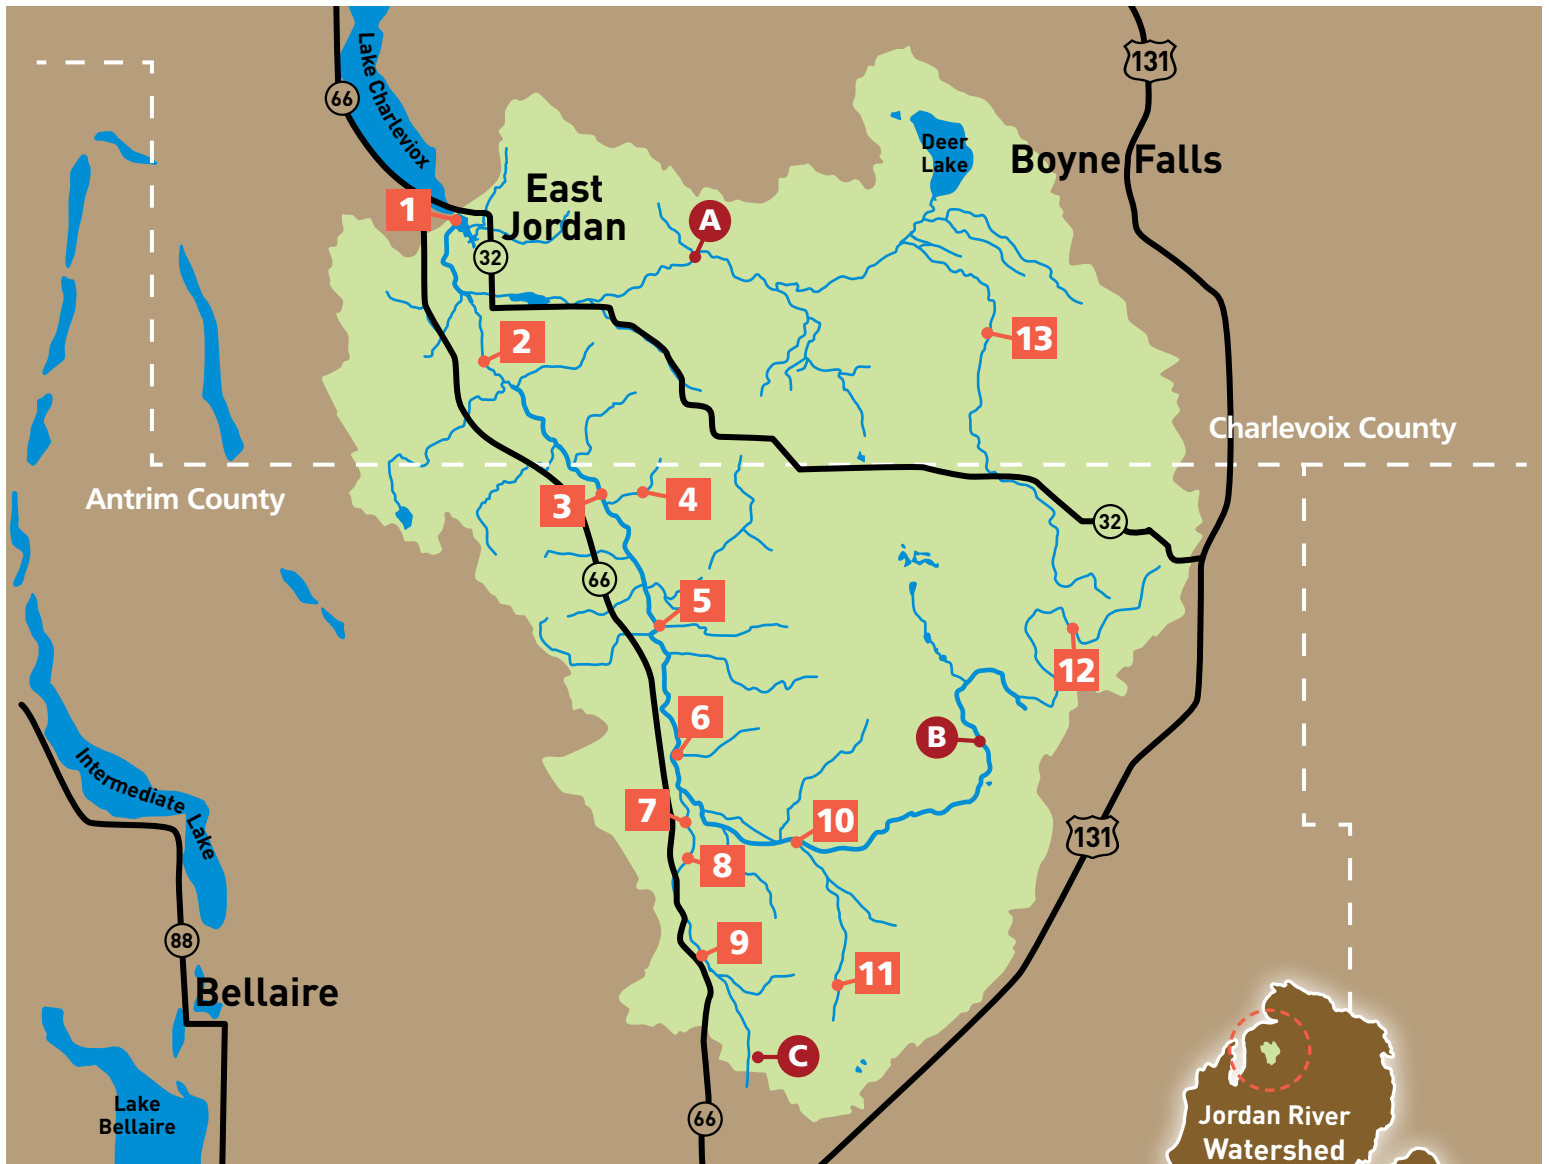 131
Lake Charleviox
66
Deer
Lake
Boyne Falls
East
Jordan
1
A
32
2
13
Charlevoix County
Antrim County
3
4
32
66
5
12
6
B
Intermediate Lake
7
10
131
8
88
9
11
Bellaire
C
Lake
Bellaire
66
Jordan River
Watershed